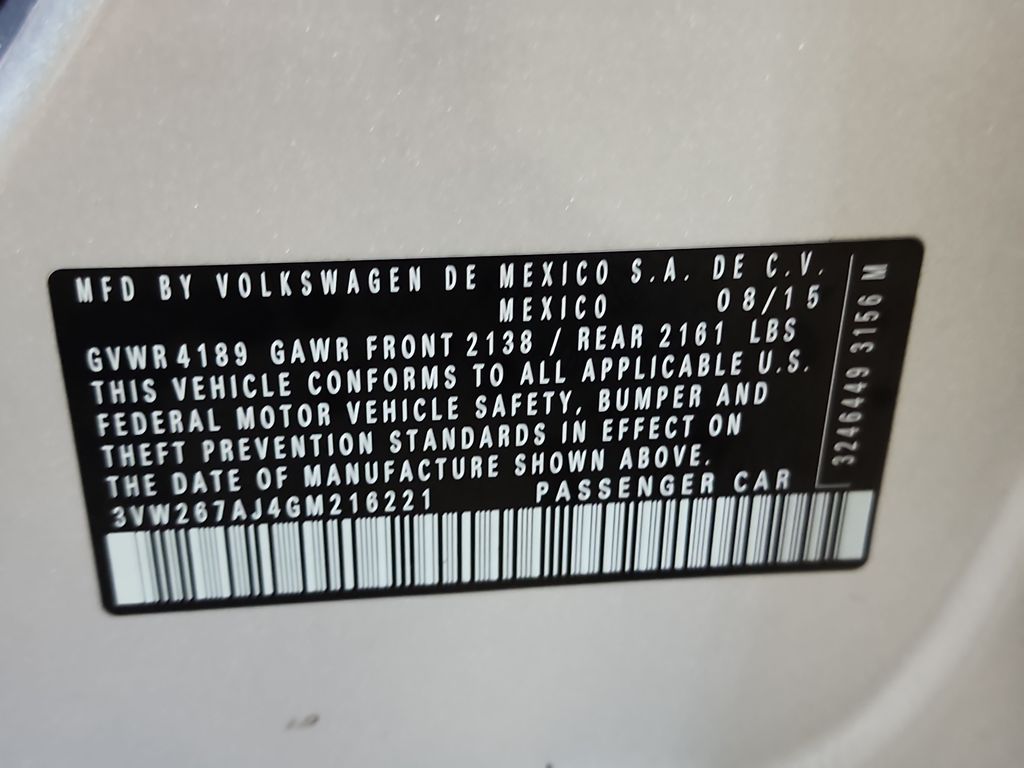 MFD BY VOLKSWAGEN DE MEXICO S.A. DE C.V.
MEXICO 08/15
GVWR 4189 GAWR FRONT 2138 / REAR 2161 LBS
THIS VEHICLE CONFORMS TO ALL APPLICABLE U.S.
FEDERAL MOTOR VEHICLE SAFETY, BUMPER AND
THEFT PREVENTION STANDARDS IN EFFECT ON
THE DATE OF MANUFACTURE SHOWN ABOVE.
3VW267AJ4GM216221 PASSENGER CAR
3246449 3156 M